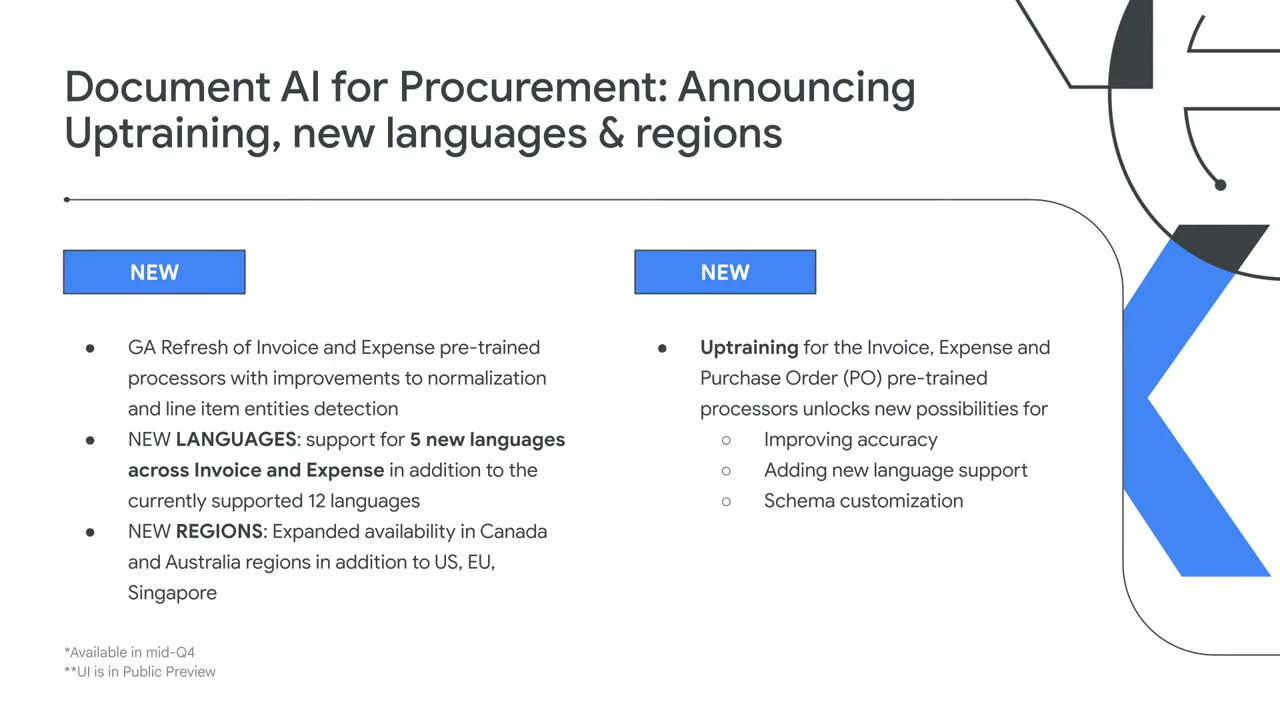 Document AI for Procurement: Announcing
Uptraining, new languages & regions
NEW
● GA Refresh of Invoice and Expense pre-trained
processors with improvements to normalization
and line item entities detection
● NEW LANGUAGES: support for 5 new languages
across Invoice and Expense in addition to the
currently supported 12 languages
● NEW REGIONS: Expanded availability in Canada
and Australia regions in addition to US, EU,
Singapore
NEW
● Uptraining for the Invoice, Expense and
Purchase Order (PO) pre-trained
processors unlocks new possibilities for
○ Improving accuracy
○ Adding new language support
○ Schema customization
*Available in mid-Q4
**UI is in Public Preview